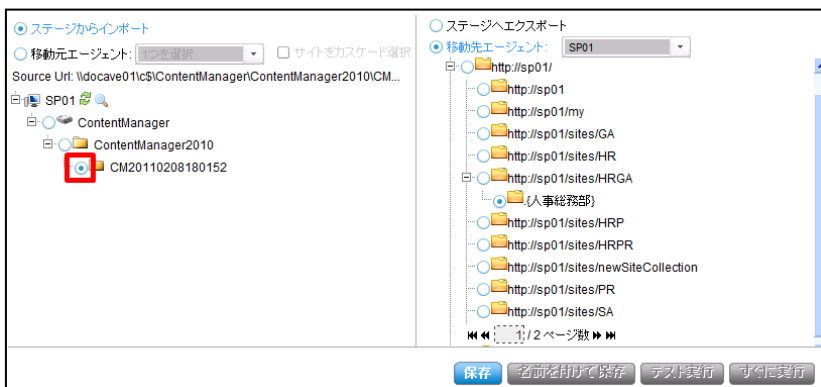 ステージからインポート
移動元エージェント: 1つを選択 サイトをカスケード選択
Source Url: \\docave01\c$\ContentManager\ContentManager2010\CM...
SP01
ContentManager
ContentManager2010
CM20110208180152
ステージへエクスポート
移動先エージェント: SP01
http://sp01/
http://sp01
http://sp01/my
http://sp01/sites/GA
http://sp01/sites/HR
http://sp01/sites/HRGA
.{人事総務部}
http://sp01/sites/HRP
http://sp01/sites/HRPR
http://sp01/sites/newSiteCollection
http://sp01/sites/PR
http://sp01/sites/SA
1 / 2 ページ数
保存 名前を付けて保存 テスト実行 すぐに実行